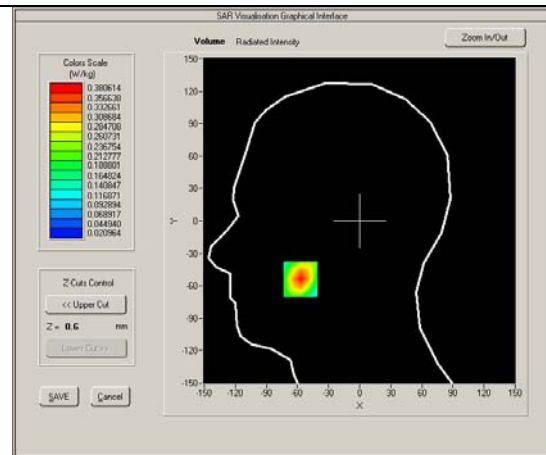 SAR Visualisation Graphical Interface
Volume Radiated Intensity
Zoom In/Out
Colors Scale
(W/kg)
0.380614
0.356638
0.332661
0.308684
0.284708
0.260731
0.236754
0.212777
0.188801
0.164824
0.140847
0.116871
0.092894
0.068917
0.044940
0.020964
Z-Cuts Control
<< Upper Cut
Z = 0.6 mm
Lower Cut >>
SAVE Cancel
150-
120-
90-
60-
30-
0-
-30-
-60-
-90-
-120-
-150-
Y
-150 -120 -90 -60 -30 0 30 60 90 120 150
X